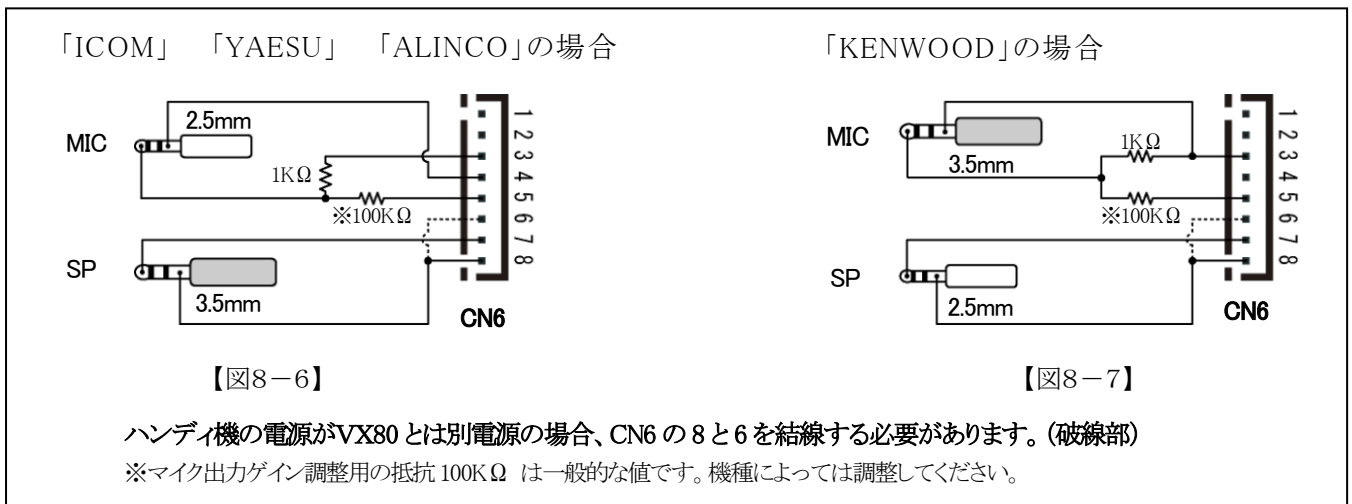 「ICOM」 「YAESU」 「ALINCO」の場合
MIC
2.5mm
1KΩ
※100KΩ
SP
3.5mm
1
2
3
4
5
6
7
8
CN6
【図8-6】
「KENWOOD」の場合
MIC
3.5mm
1KΩ
※100KΩ
SP
2.5mm
1
2
3
4
5
6
7
8
CN6
【図8-7】
ハンディ機の電源がVX80とは別電源の場合、CN6の8と6を結線する必要があります。(破線部)
※マイク出力ゲイン調整用の抵抗100KΩ は一般的な値です。機種によっては調整してください。